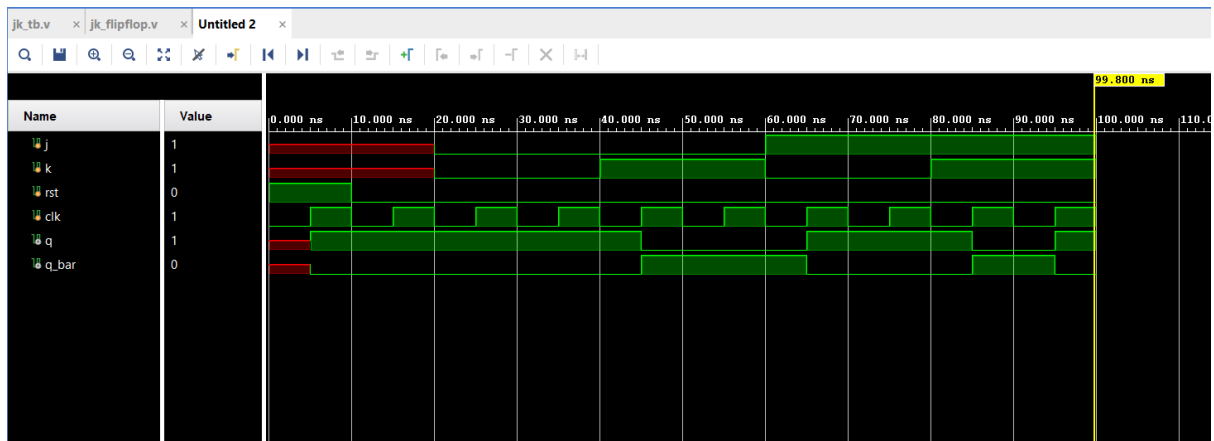 jk_tb.v × jk_flipflop.v × Untitled 2 ×
99.800 ns
Name Value
0.000 ns 10.000 ns 20.000 ns 30.000 ns 40.000 ns 50.000 ns 60.000 ns 70.000 ns 80.000 ns 90.000 ns 100.000 ns 110.0
j 1
k 1
rst 0
clk 1
q 1
q_bar 0